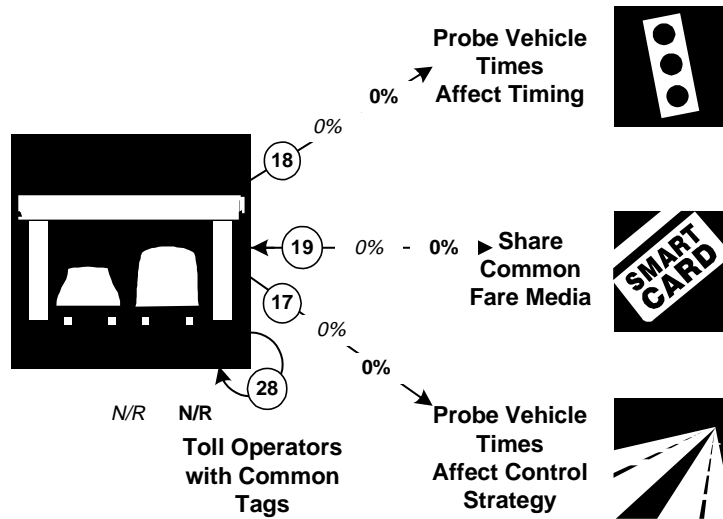 Probe Vehicle
Times
Affect Timing
0%
0%
18
19
0%
0%
Share
Common
Fare Media
SMART
CARD
17
0%
0%
28
N/R
N/R
Toll Operators
with Common
Tags
Probe Vehicle
Times
Affect Control
Strategy